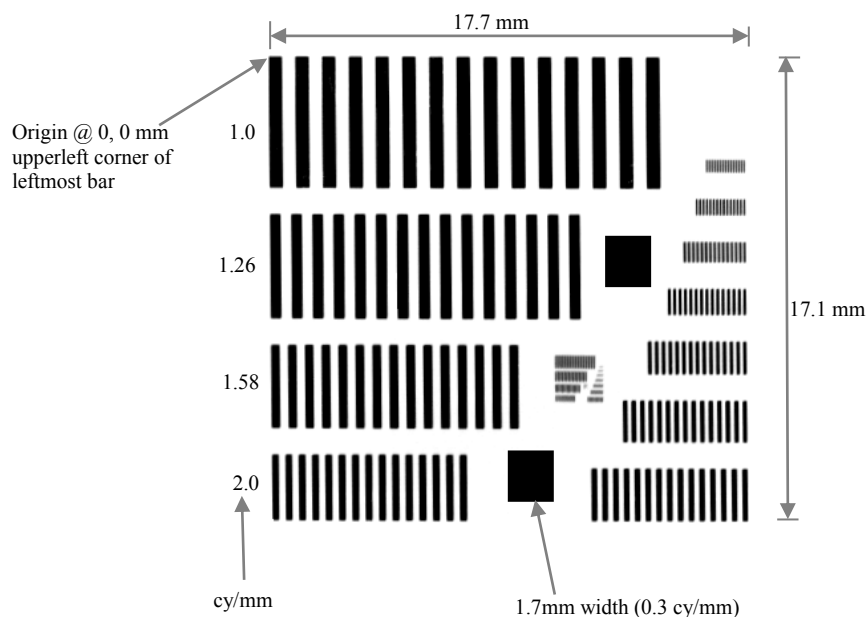 17.7 mm
Origin @ 0, 0 mm
upperleft corner of
leftmost bar
1.0
1.26
17.1 mm
1.58
2.0
cy/mm
1.7mm width (0.3 cy/mm)